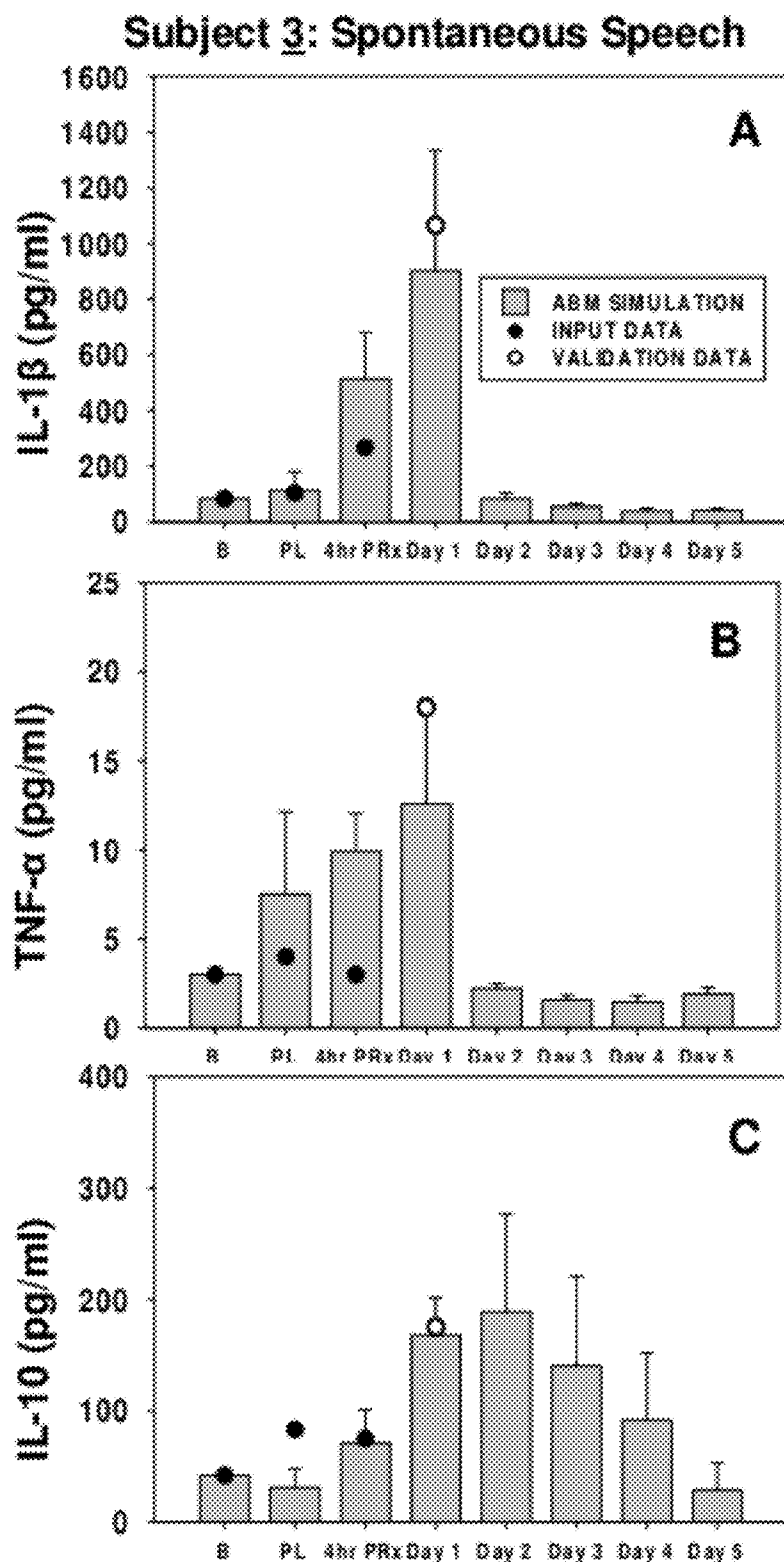 Subject 3: Spontaneous Speech
A
IL-1β (pg/ml)
1600
1400
1200
1000
800
600
400
200
0
ABM SIMULATION
INPUT DATA
VALIDATION DATA
B PL 4hr PRx Day 1 Day 2 Day 3 Day 4 Day 5
B
TNF-α (pg/ml)
25
20
15
10
5
0
B PL 4hr PRx Day 1 Day 2 Day 3 Day 4 Day 5
C
IL-10 (pg/ml)
400
300
200
100
0
B PL 4hr PRx Day 1 Day 2 Day 3 Day 4 Day 5